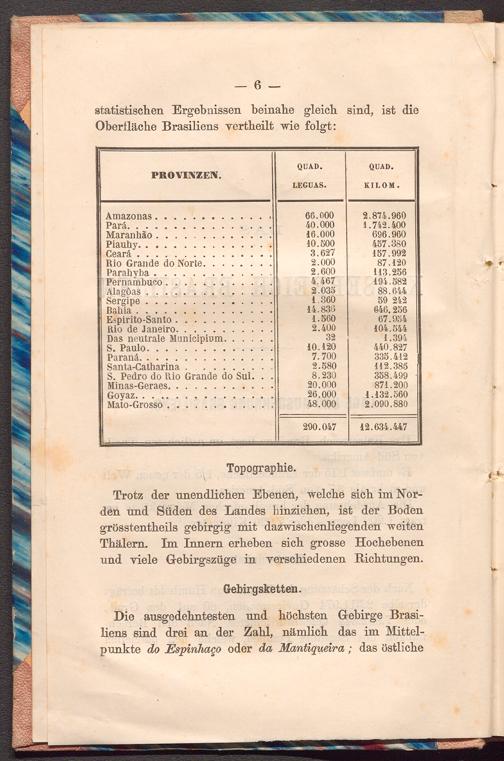 — 6 —
statistischen Ergebnissen beinahe gleich sind, ist die
Oberfläche Brasiliens vertheilt wie folgt:
PROVINZEN. QUAD. LEGUAS. QUAD. KILOM.
Amazonas . . . . . . . . . . . . . 66.000 2.874.960
Pará. . . . . . . . . . . . . . . 40.000 1.742.400
Maranhão . . . . . . . . . . . . . 16.000 696.960
Piauhy. . . . . . . . . . . . . . 10.500 457.380
Ceará . . . . . . . . . . . . . . 3.627 157.992
Rio Grande do Norte. . . . . . . . 2.000 87.120
Parahyba . . . . . . . . . . . . . 2.600 113.256
Pernambuco . . . . . . . . . . . . 4.467 194.582
Alagôas . . . . . . . . . . . . . 2.035 88.644
Sergipe . . . . . . . . . . . . . 1.360 59 242
Bahia . . . . . . . . . . . . . . 14.836 646.256
Espirito-Santo . . . . . . . . . . 1.560 67.954
Rio de Janeiro. . . . . . . . . . 2.400 104.544
Das neutrale Municipium. . . . . . 32 1.394
S. Paulo. . . . . . . . . . . . . 10.120 440.827
Paraná. . . . . . . . . . . . . . 7.700 335.412
Santa-Catharina . . . . . . . . . 2.580 112.385
S. Pedro do Rio Grande do Sul. . . 8.230 358.499
Minas-Geraes. . . . . . . . . . . 20.000 871.200
Goyaz. . . . . . . . . . . . . . . 26,000 1.132.560
Mato-Grosso . . . . . . . . . . . 48.000 2.090.880
290.047 12.634.447
Topographie.
Trotz der unendlichen Ebenen, welche sich im Nor-
den und Süden des Landes hinziehen, ist der Boden
grösstentheils gebirgig mit dazwischenliegenden weiten
Thälern. Im Innern erheben sich grosse Hochebenen
und viele Gebirgszüge in verschiedenen Richtungen.
Gebirgsketten.
Die ausgedehntesten und höchsten Gebirge Brasi-
liens sind drei an der Zahl, nämlich das im Mittel-
punkte do Espinhaço oder da Mantiqueira ; das östliche